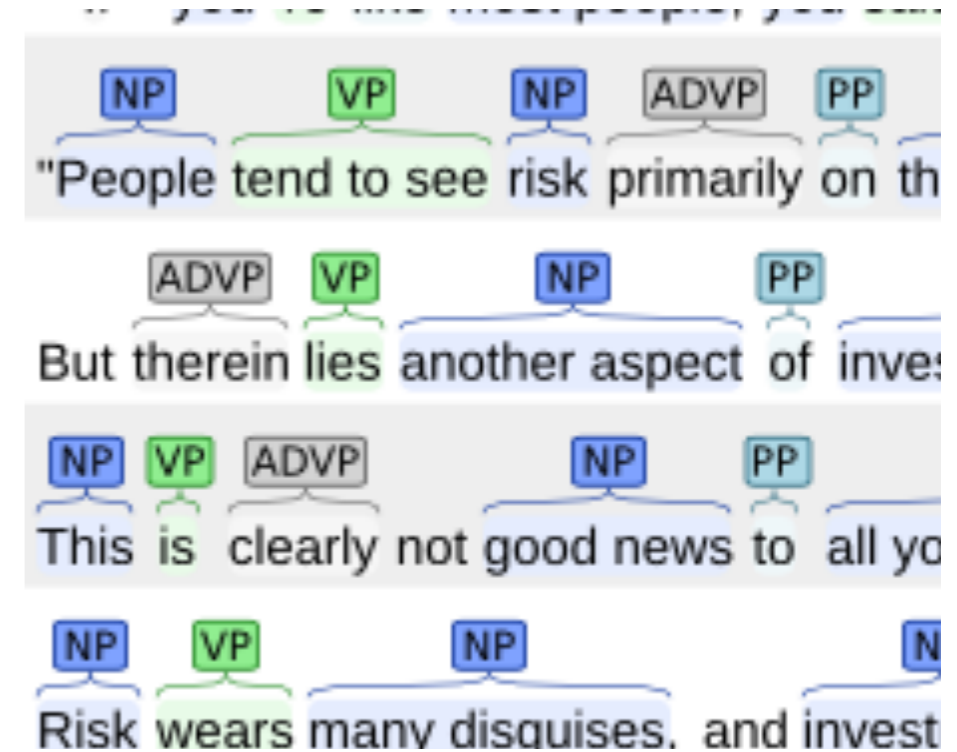 NP VP NP ADVP PP
"People tend to see risk primarily on
ADVP VP NP PP
But therein lies another aspect of
NP VP ADVP NP PP
This is clearly not good news to all
NP VP NP
Risk wears many disguises, and